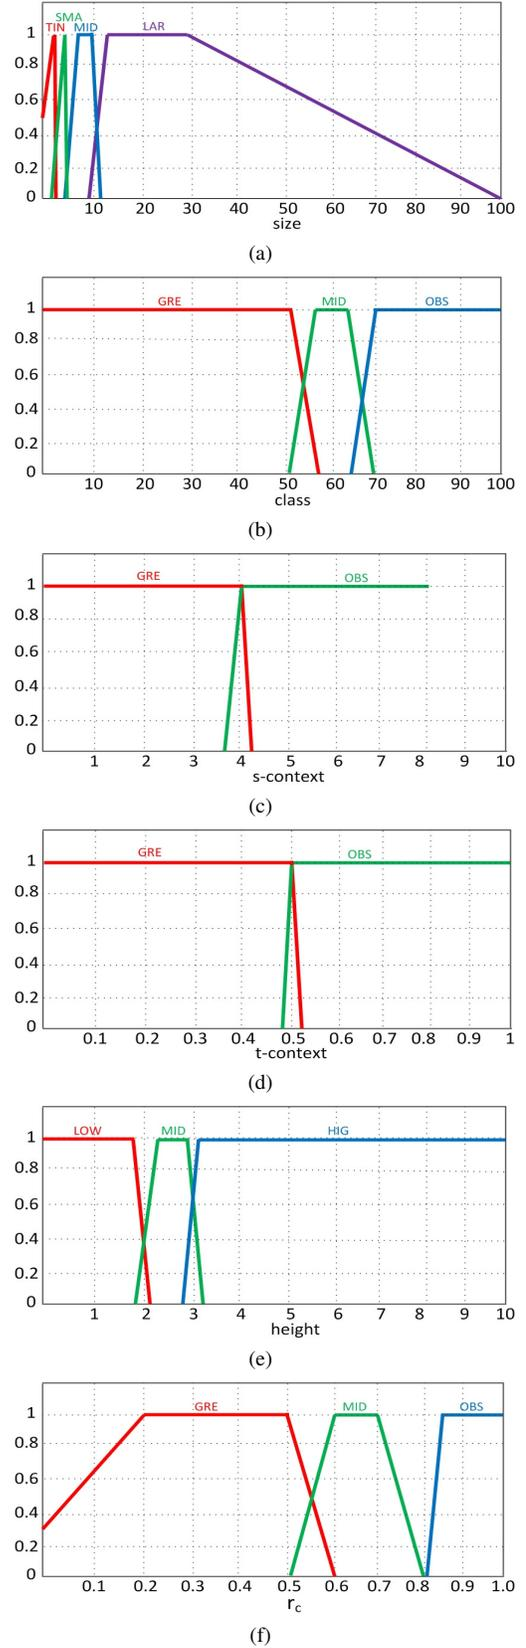 SMA
TIN MID LAR
1
0.8
0.6
0.4
0.2
0
10 20 30 40 50 60 70 80 90 100
size
(a)
GRE MID OBS
1
0.8
0.6
0.4
0.2
0
10 20 30 40 50 60 70 80 90 100
class
(b)
GRE OBS
1
0.8
0.6
0.4
0.2
0
1 2 3 4 5 6 7 8 9 10
s-context
(c)
GRE OBS
1
0.8
0.6
0.4
0.2
0
0.1 0.2 0.3 0.4 0.5 0.6 0.7 0.8 0.9 1
t-context
(d)
LOW MID HIG
1
0.8
0.6
0.4
0.2
0
1 2 3 4 5 6 7 8 9 10
height
(e)
GRE MID OBS
1
0.8
0.6
0.4
0.2
0
0.1 0.2 0.3 0.4 0.5 0.6 0.7 0.8 0.9 1.0
rc
(f)